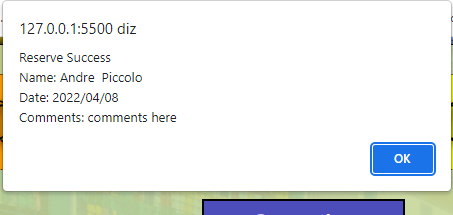 127.0.0.1:5500 diz
Reserve Success
Name: Andre  Piccolo
Date: 2022/04/08
Comments: comments here
OK